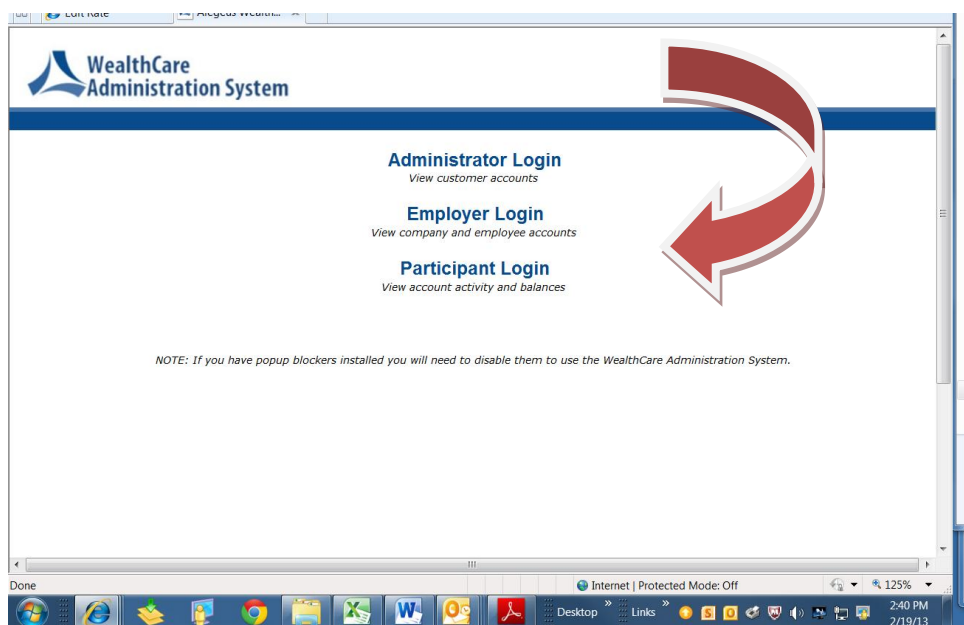 Edit Rate
Alegeus Wealth...
WealthCare
Administration System
Administrator Login
View customer accounts
Employer Login
View company and employee accounts
Participant Login
View account activity and balances
NOTE: If you have popup blockers installed you will need to disable them to use the WealthCare Administration System.
Done
Internet | Protected Mode: Off
125%
Desktop
Links
2:40 PM
2/19/13